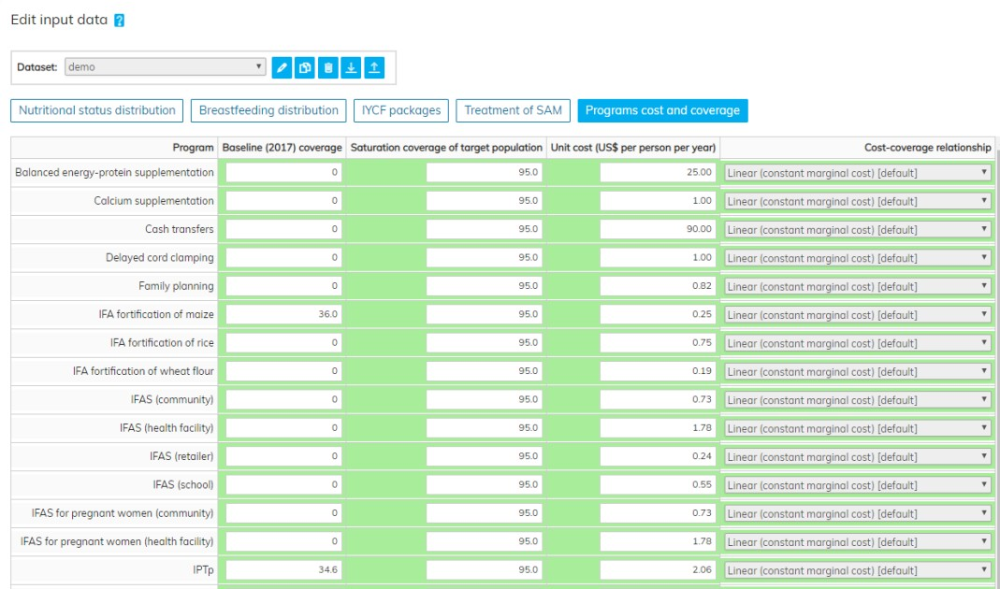 Edit input data ?
Dataset: demo
Nutritional status distribution Breastfeeding distribution IYCF packages Treatment of SAM Programs cost and coverage
Program Baseline (2017) coverage Saturation coverage of target population Unit cost (US$ per person per year) Cost-coverage relationship
Balanced energy-protein supplementation 0 95.0 25.00 Linear (constant marginal cost) [default]
Calcium supplementation 0 95.0 1.00 Linear (constant marginal cost) [default]
Cash transfers 0 95.0 90.00 Linear (constant marginal cost) [default]
Delayed cord clamping 0 95.0 1.00 Linear (constant marginal cost) [default]
Family planning 0 95.0 0.82 Linear (constant marginal cost) [default]
IFA fortification of maize 36.0 95.0 0.25 Linear (constant marginal cost) [default]
IFA fortification of rice 0 95.0 0.75 Linear (constant marginal cost) [default]
IFA fortification of wheat flour 0 95.0 0.19 Linear (constant marginal cost) [default]
IFAS (community) 0 95.0 0.73 Linear (constant marginal cost) [default]
IFAS (health facility) 0 95.0 1.78 Linear (constant marginal cost) [default]
IFAS (retailer) 0 95.0 0.24 Linear (constant marginal cost) [default]
IFAS (school) 0 95.0 0.55 Linear (constant marginal cost) [default]
IFAS for pregnant women (community) 0 95.0 0.73 Linear (constant marginal cost) [default]
IFAS for pregnant women (health facility) 0 95.0 1.78 Linear (constant marginal cost) [default]
IPTp 34.6 95.0 2.06 Linear (constant marginal cost) [default]